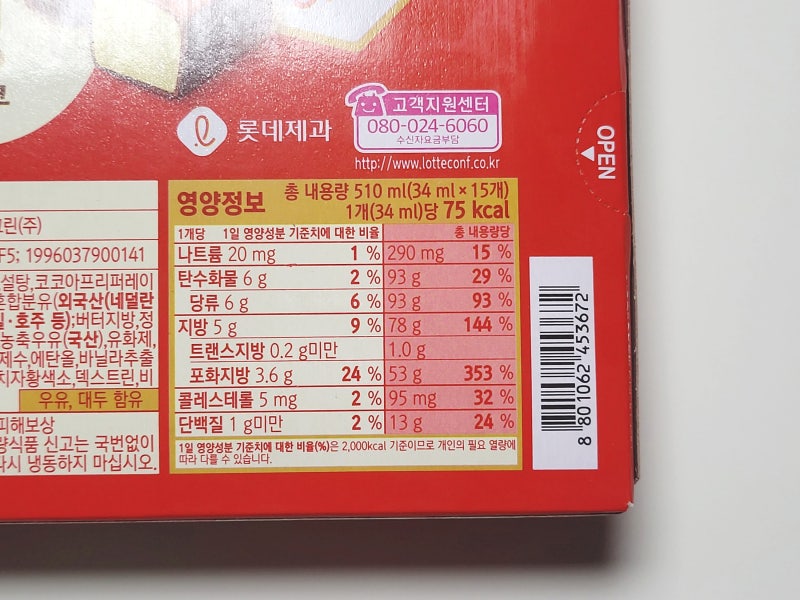 롯데제과
고객지원센터
080-024-6060
수신자요금부담
http://www.lotteconf.co.kr
OPEN
린(주)
F5; 1996037900141
설탕,코코아프리퍼레이
혼합분유(외국산(네덜란
·호주 등):버터지방,정
농축우유(국산),유화제,
제수,에탄올,바닐라추출
치자황색소,덱스트린,비
우유, 대두 함유
피해보상
량식품 신고는 국번없이
다시 냉동하지 마십시오.
영양정보 총 내용량 510 ml(34 ml × 15개)
1개(34 ml)당 75 kcal
1개당 1일 영양성분 기준치에 대한 비율 총 내용량당
나트륨 20 mg 1 % 290 mg 15 %
탄수화물 6 g 2 % 93 g 29 %
당류 6 g 6 % 93 g 93 %
지방 5 g 9 % 78 g 144 %
트랜스지방 0.2 g미만 1.0 g
포화지방 3.6 g 24 % 53 g 353 %
콜레스테롤 5 mg 2 % 95 mg 32 %
단백질 1 g미만 2 % 13 g 24 %
1일 영양성분 기준치에 대한 비율(%)은 2,000kcal 기준이므로 개인의 필요 열량에
따라 다를 수 있습니다.
8 801062 453672